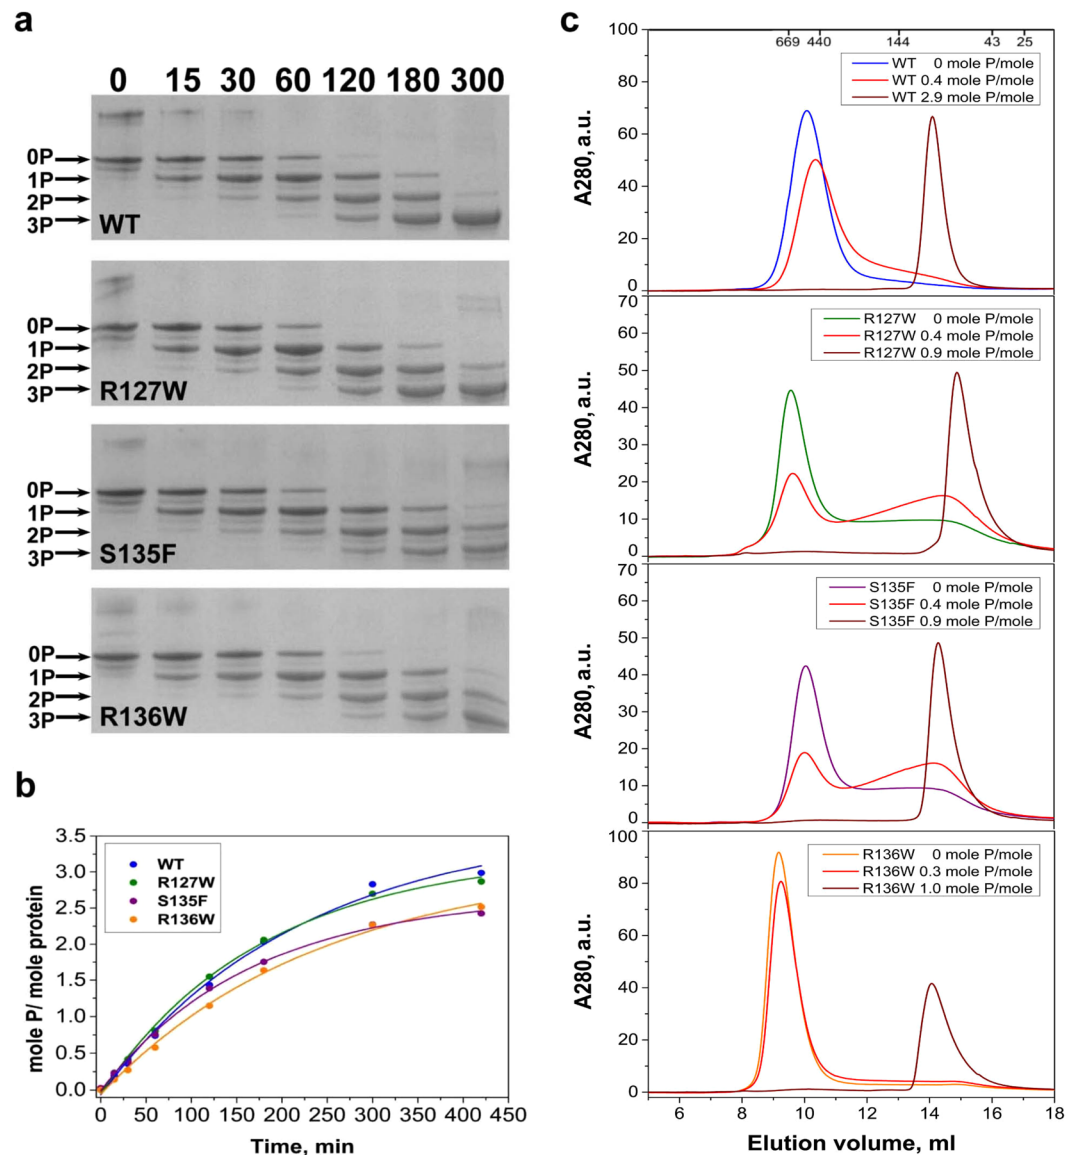 a
0 15 30 60 120 180 300
0P
1P
2P
3P
WT
0P
1P
2P
3P
R127W
0P
1P
2P
3P
S135F
0P
1P
2P
3P
R136W
b
3.5
3.0
2.5
2.0
1.5
1.0
0.5
0.0
mole P/ mole protein
WT
R127W
S135F
R136W
0 50 100 150 200 250 300 350 400 450
Time, min
c
669 440 144 43 25
100
80
60
40
20
0
A280, a.u.
WT 0 mole P/mole
WT 0.4 mole P/mole
WT 2.9 mole P/mole
70
60
50
40
30
20
10
0
A280, a.u.
R127W 0 mole P/mole
R127W 0.4 mole P/mole
R127W 0.9 mole P/mole
70
60
50
40
30
20
10
0
A280, a.u.
S135F 0 mole P/mole
S135F 0.4 mole P/mole
S135F 0.9 mole P/mole
100
80
60
40
20
0
A280, a.u.
R136W 0 mole P/mole
R136W 0.3 mole P/mole
R136W 1.0 mole P/mole
6 8 10 12 14 16 18
Elution volume, ml